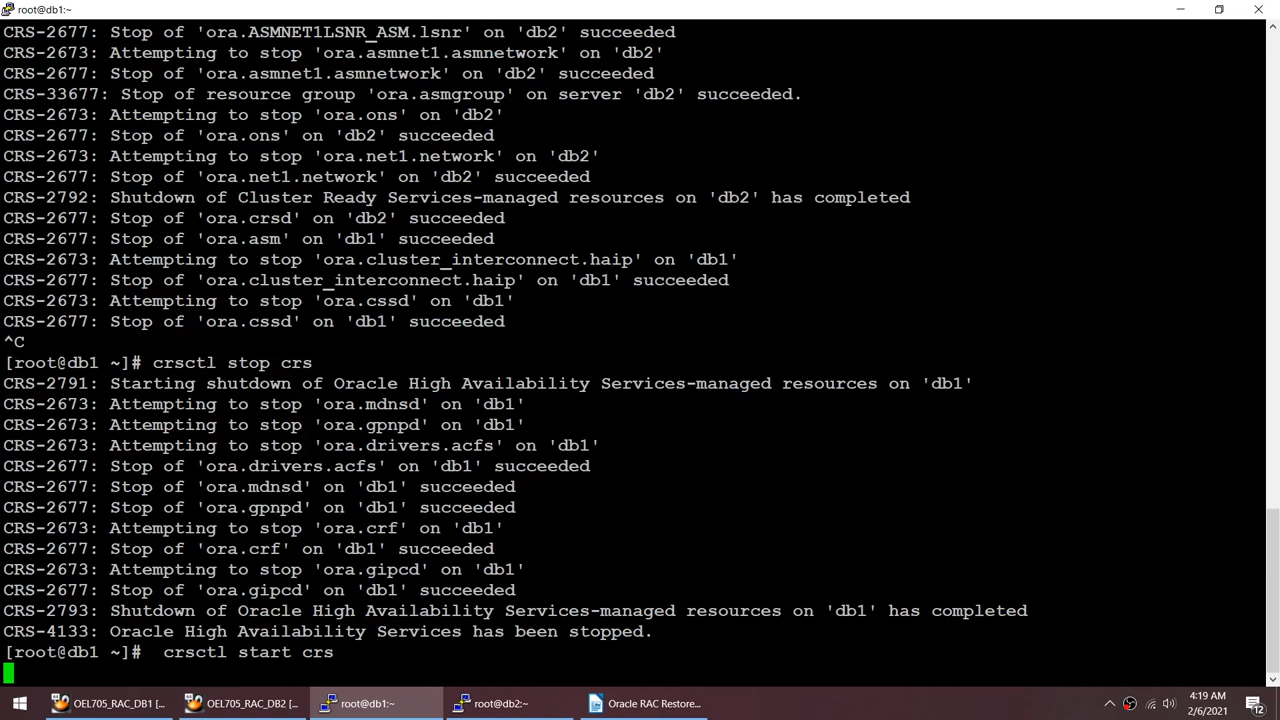 root@db1:~
CRS-2677: Stop of 'ora.ASMNET1LSNR_ASM.lsnr' on 'db2' succeeded
CRS-2673: Attempting to stop 'ora.asmnet1.asmnetwork' on 'db2'
CRS-2677: Stop of 'ora.asmnet1.asmnetwork' on 'db2' succeeded
CRS-33677: Stop of resource group 'ora.asmgroup' on server 'db2' succeeded.
CRS-2673: Attempting to stop 'ora.ons' on 'db2'
CRS-2677: Stop of 'ora.ons' on 'db2' succeeded
CRS-2673: Attempting to stop 'ora.net1.network' on 'db2'
CRS-2677: Stop of 'ora.net1.network' on 'db2' succeeded
CRS-2792: Shutdown of Cluster Ready Services-managed resources on 'db2' has completed
CRS-2677: Stop of 'ora.crsd' on 'db2' succeeded
CRS-2677: Stop of 'ora.asm' on 'db1' succeeded
CRS-2673: Attempting to stop 'ora.cluster_interconnect.haip' on 'db1'
CRS-2677: Stop of 'ora.cluster_interconnect.haip' on 'db1' succeeded
CRS-2673: Attempting to stop 'ora.cssd' on 'db1'
CRS-2677: Stop of 'ora.cssd' on 'db1' succeeded
^C
[root@db1 ~]# crsctl stop crs
CRS-2791: Starting shutdown of Oracle High Availability Services-managed resources on 'db1'
CRS-2673: Attempting to stop 'ora.mdnsd' on 'db1'
CRS-2673: Attempting to stop 'ora.gpnpd' on 'db1'
CRS-2673: Attempting to stop 'ora.drivers.acfs' on 'db1'
CRS-2677: Stop of 'ora.drivers.acfs' on 'db1' succeeded
CRS-2677: Stop of 'ora.mdnsd' on 'db1' succeeded
CRS-2677: Stop of 'ora.gpnpd' on 'db1' succeeded
CRS-2673: Attempting to stop 'ora.crf' on 'db1'
CRS-2677: Stop of 'ora.crf' on 'db1' succeeded
CRS-2673: Attempting to stop 'ora.gipcd' on 'db1'
CRS-2677: Stop of 'ora.gipcd' on 'db1' succeeded
CRS-2793: Shutdown of Oracle High Availability Services-managed resources on 'db1' has completed
CRS-4133: Oracle High Availability Services has been stopped.
[root@db1 ~]#  crsctl start crs
OEL705_RAC_DB1 [... OEL705_RAC_DB2 [... root@db1:~ root@db2:~ Oracle RAC Restore... 4:19 AM
2/6/2021 12